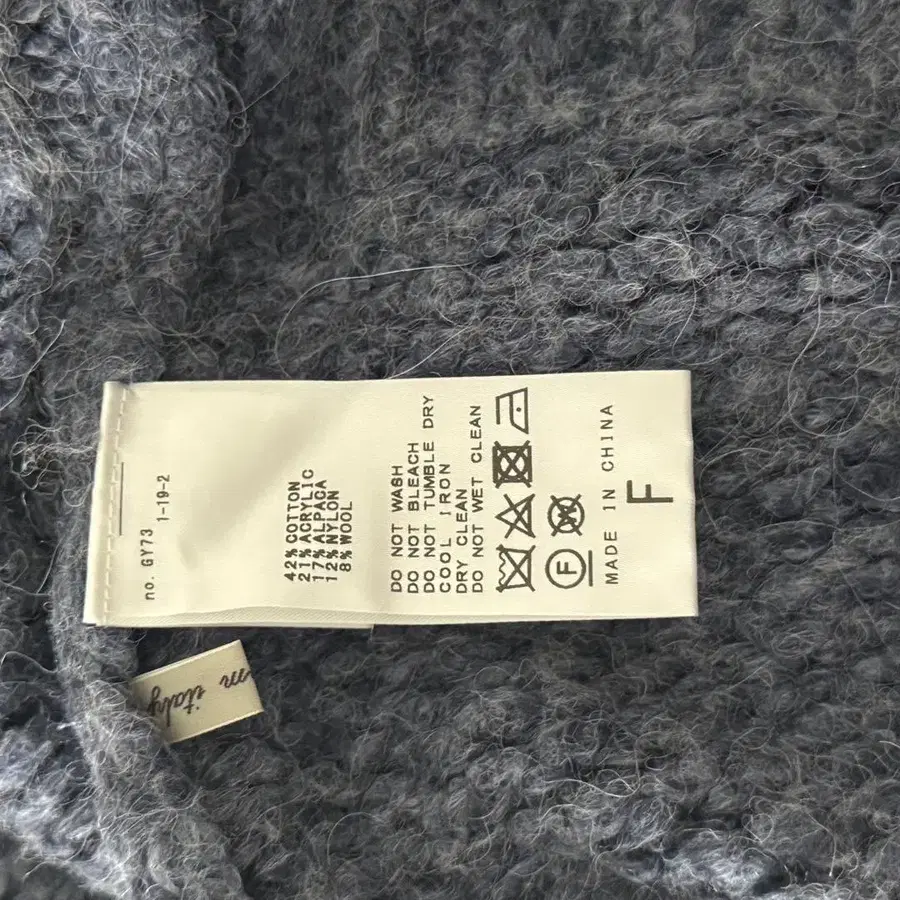 no. GY73
1-19-2
42% COTTON
21% ACRYLIC
17% ALPACA
12% NYLON
8% WOOL
DO NOT WASH
DO NOT BLEACH
DO NOT TUMBLE DRY
COOL IRON
DRY CLEAN
DO NOT WET CLEAN
F
MADE IN CHINA
F
italy